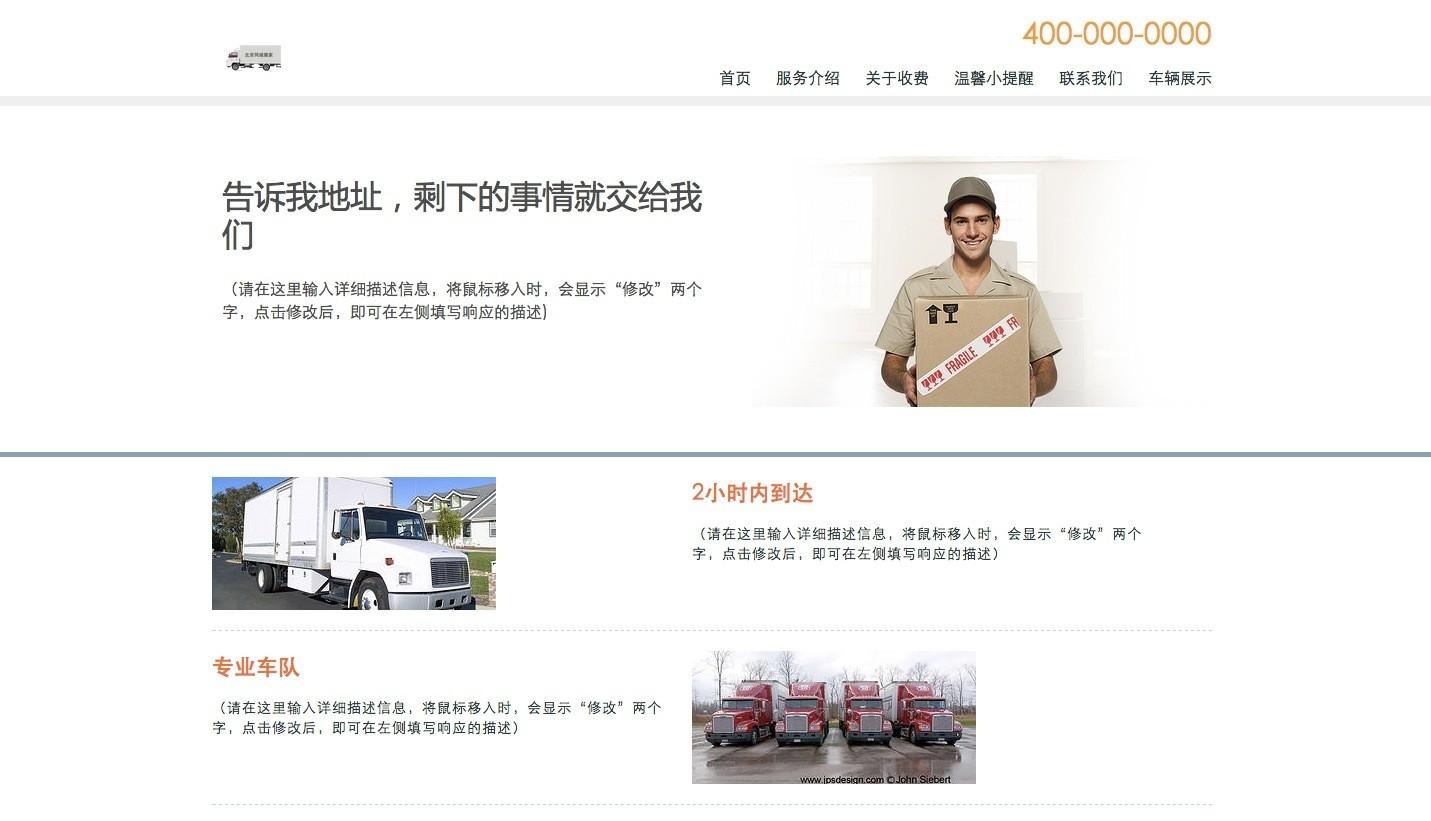 400-000-0000
北京同城搬家
首页 服务介绍 关于收费 温馨小提醒 联系我们 车辆展示
告诉我地址，剩下的事情就交给我
们
（请在这里输入详细描述信息，将鼠标移入时，会显示“修改”两个
字，点击修改后，即可在左侧填写响应的描述)
FRAGILE
FR
2小时内到达
（请在这里输入详细描述信息，将鼠标移入时，会显示“修改”两个
字，点击修改后，即可在左侧填写响应的描述）
专业车队
（请在这里输入详细描述信息，将鼠标移入时，会显示“修改”两个
字，点击修改后，即可在左侧填写响应的描述）
www.jpsdesign.com © John Siebert